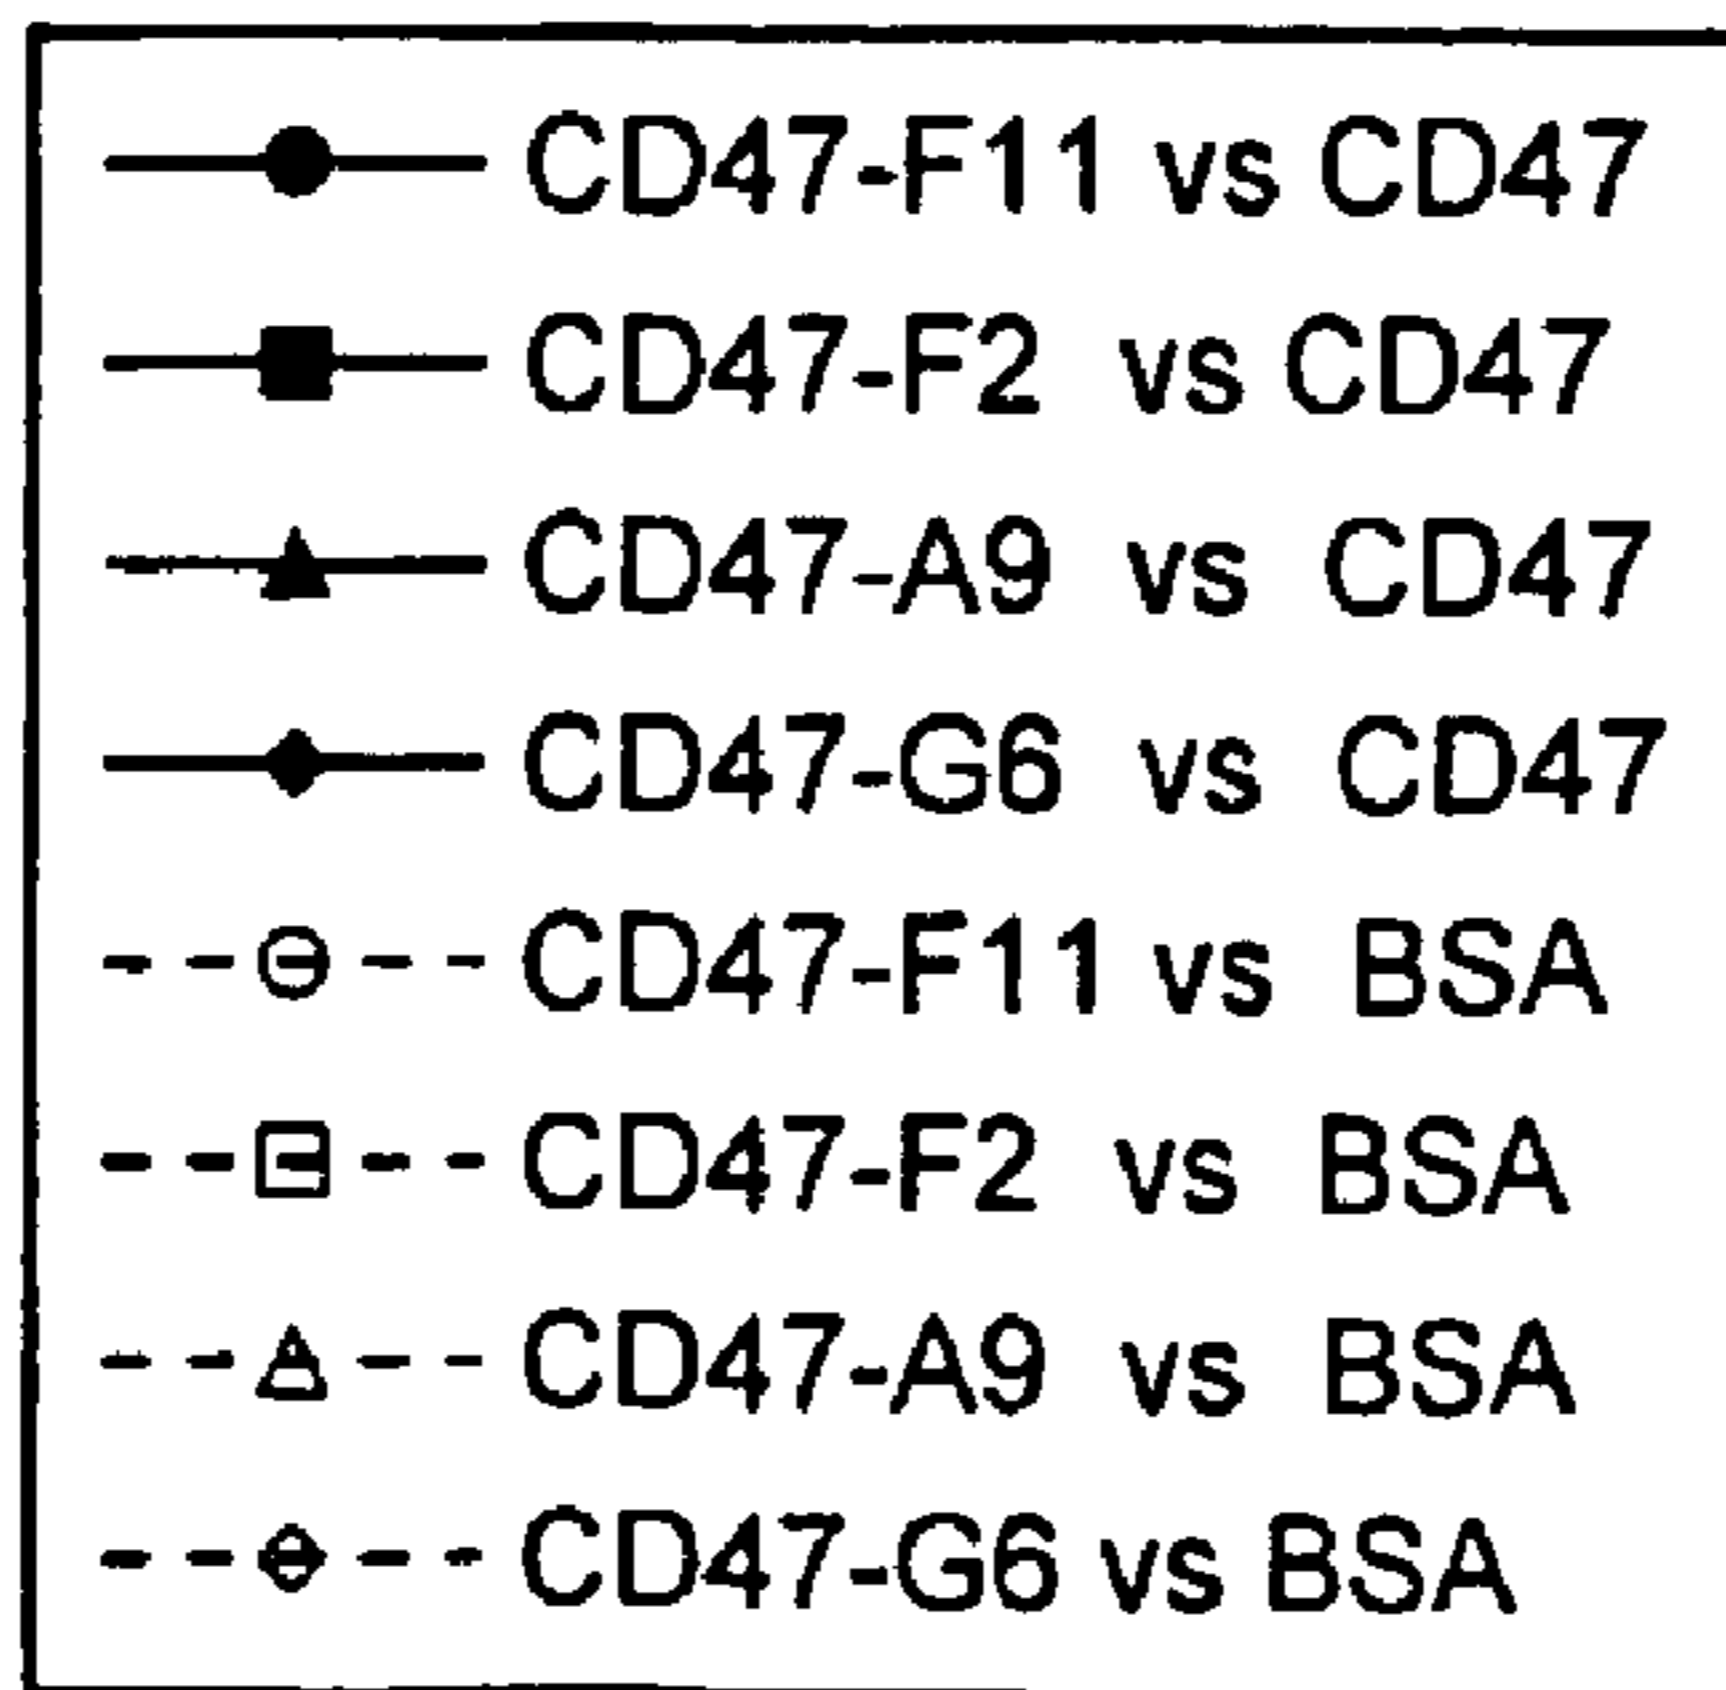 CD47-F11 vs CD47
CD47-F2 vs CD47
CD47-A9 vs CD47
CD47-G6 vs CD47
CD47-F11 vs BSA
CD47-F2 vs BSA
CD47-A9 vs BSA
CD47-G6 vs BSA